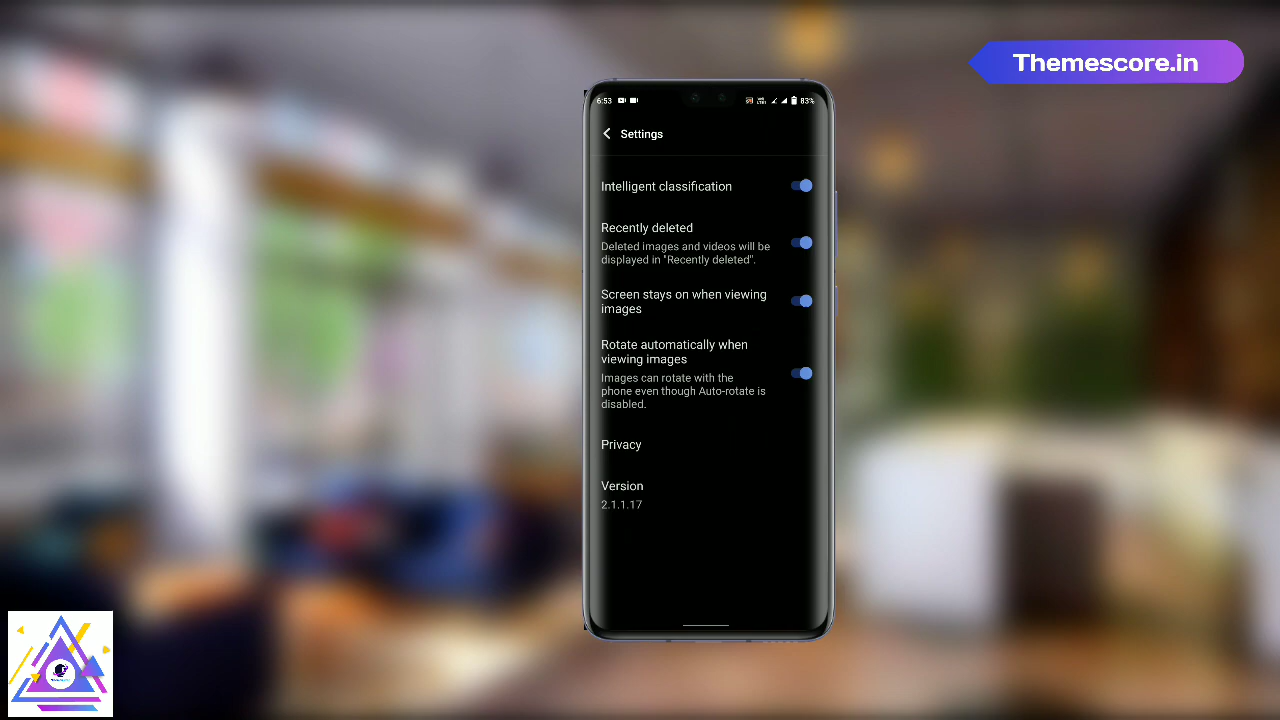 Themescore.in
6:53
83%
Settings
Intelligent classification
Recently deleted
Deleted images and videos will be
displayed in "Recently deleted".
Screen stays on when viewing
images
Rotate automatically when
viewing images
Images can rotate with the
phone even though Auto-rotate is
disabled.
Privacy
Version
2.1.1.17